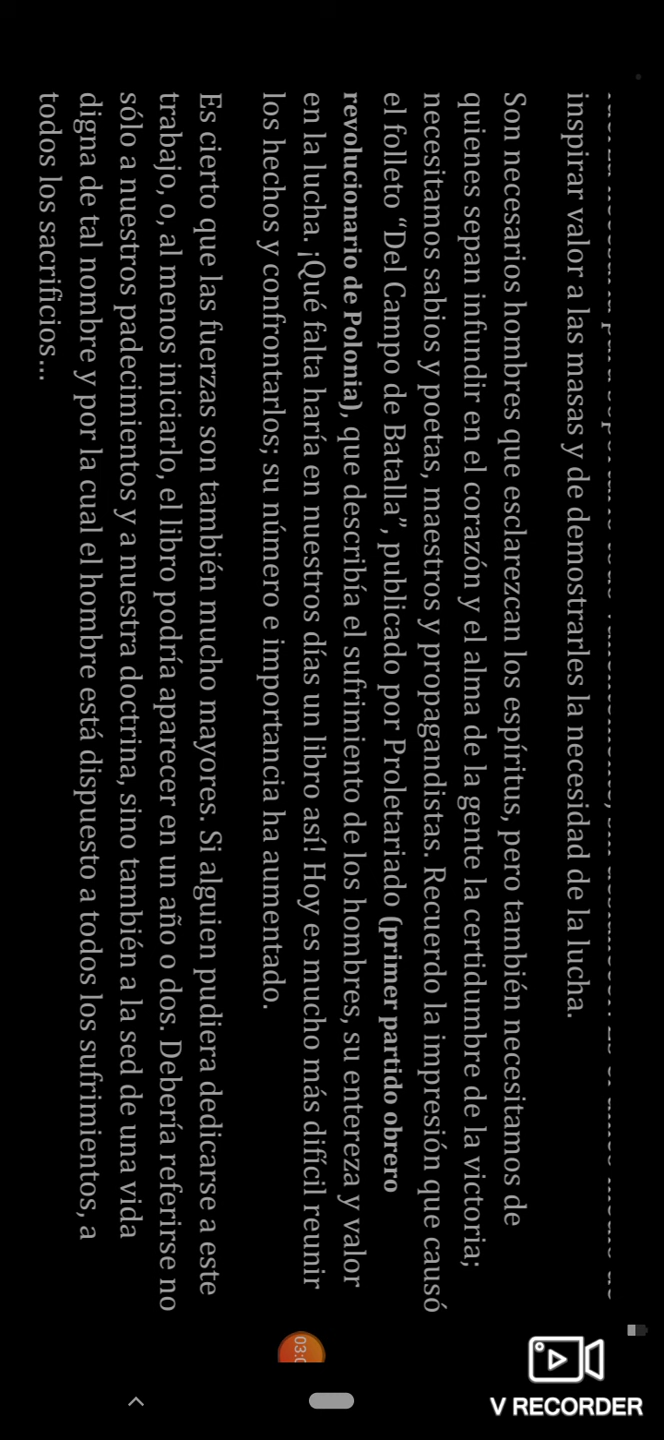 inspirar valor a las masas y de demostrarles la necesidad de la lucha.
Son necesarios hombres que esclarezcan los espíritus, pero también necesitamos de
quienes sepan infundir en el corazón y el alma de la gente la certidumbre de la victoria;
necesitamos sabios y poetas, maestros y propagandistas. Recuerdo la impresión que causó
el folleto “Del Campo de Batalla”, publicado por Proletariado (primer partido obrero
revolucionario de Polonia), que describía el sufrimiento de los hombres, su entereza y valor
en la lucha. ¡Qué falta haría en nuestros días un libro así! Hoy es mucho más difícil reunir
los hechos y confrontarlos; su número e importancia ha aumentado.
Es cierto que las fuerzas son también mucho mayores. Si alguien pudiera dedicarse a este
trabajo, o, al menos iniciarlo, el libro podría aparecer en un año o dos. Debería referirse no
sólo a nuestros padecimientos y a nuestra doctrina, sino también a la sed de una vida
digna de tal nombre y por la cual el hombre está dispuesto a todos los sufrimientos, a
todos los sacrificios...
03:0
V RECORDER